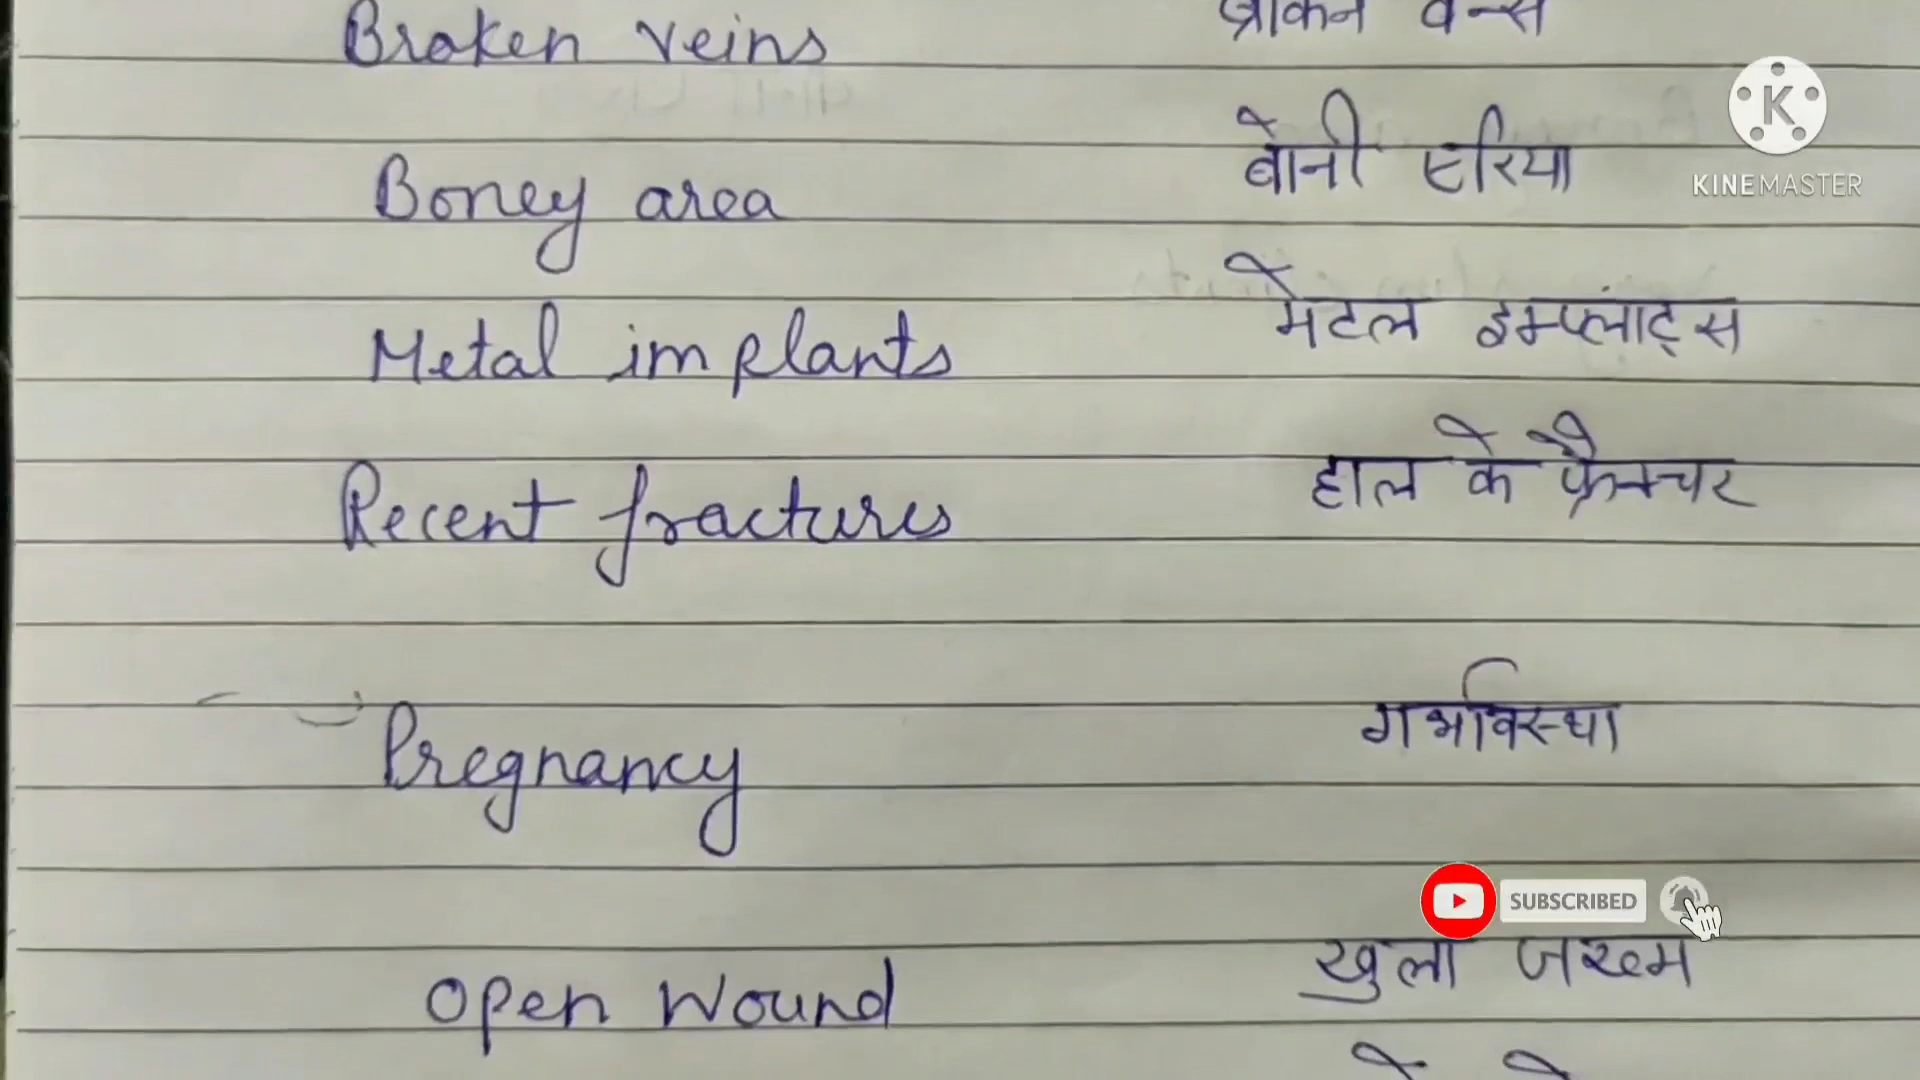 Broken veins ब्रोकन वेन्स
Boney area बोनी एरिया
KINEMASTER
Metal implants मेटल इम्प्लांट्स
Recent fractures हाल के फ्रैक्चर
Pregnancy गर्भावस्था
SUBSCRIBED
Open wound खुला जख्म